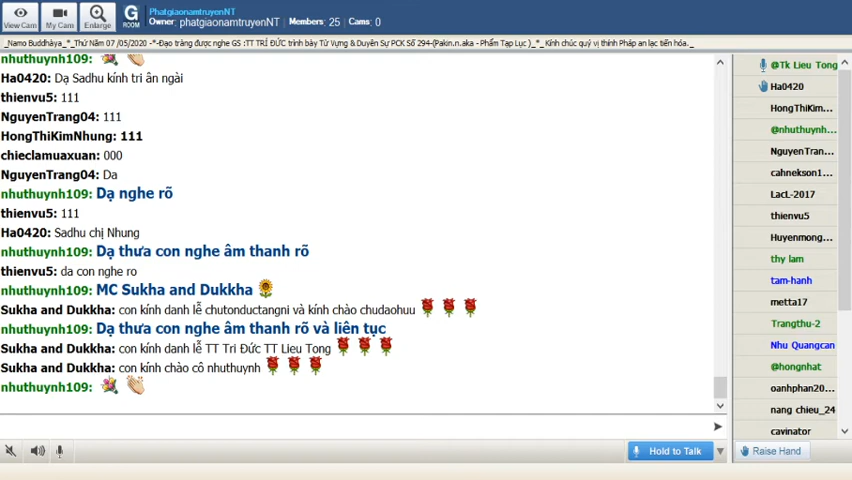 View Cam
My Cam
Enlarge
G
ROOM
PhatgiaonamtruyenNT
Owner: phatgiaonamtruyenNT Members: 25 Cams: 0
_Namo Buddhàya_*_Thứ Năm 07 /05/2020 -*-Đạo tràng được nghe GS :TT TRÍ ĐỨC trình bày Tứ Vựng & Duyên Sự PCK Số 294-(Pakin.n.aka - Phẩm Tạp Lục )_*_ Kính chúc quý vị thính Pháp an lạc tiến hóa._
nhuthuynh109:
Ha0420: Dạ Sadhu kính tri ân ngài
thienvu5: 111
NguyenTrang04: 111
HongThiKimNhung: 111
chieclamuaxuan: 000
NguyenTrang04: Da
nhuthuynh109: Dạ nghe rõ
thienvu5: 111
Ha0420: Sadhu chị Nhung
nhuthuynh109: Dạ thưa con nghe âm thanh rõ
thienvu5: da con nghe ro
nhuthuynh109: MC Sukha and Dukkha
Sukha and Dukkha: con kính danh lễ chutonductangni và kính chào chudaohuu
nhuthuynh109: Dạ thưa con nghe âm thanh rõ và liên tục
Sukha and Dukkha: con kính danh lễ TT Tri Đức TT Lieu Tong
Sukha and Dukkha: con kính chào cô nhuthuynh
nhuthuynh109:
@Tk Lieu Tong
Ha0420
HongThiKim...
@nhuthuynh...
NguyenTran...
cahnekson1...
LacL-2017
thienvu5
Huyenmong...
thy lam
tam-hanh
metta17
Trangthu-2
Nhu Quangcan
@hongnhat
oanhphan20...
nang chieu_24
cavinator
Hold to Talk
Raise Hand